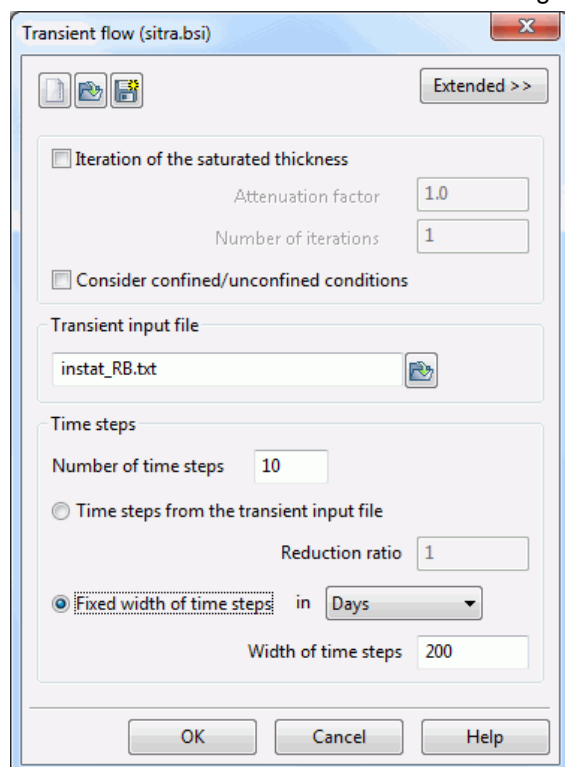 Transient flow (sitra.bsi)
Extended >>
Iteration of the saturated thickness
Attenuation factor 1.0
Number of iterations 1
Consider confined/unconfined conditions
Transient input file
instat_RB.txt
Time steps
Number of time steps 10
Time steps from the transient input file
Reduction ratio 1
Fixed width of time steps in Days
Width of time steps 200
OK Cancel Help